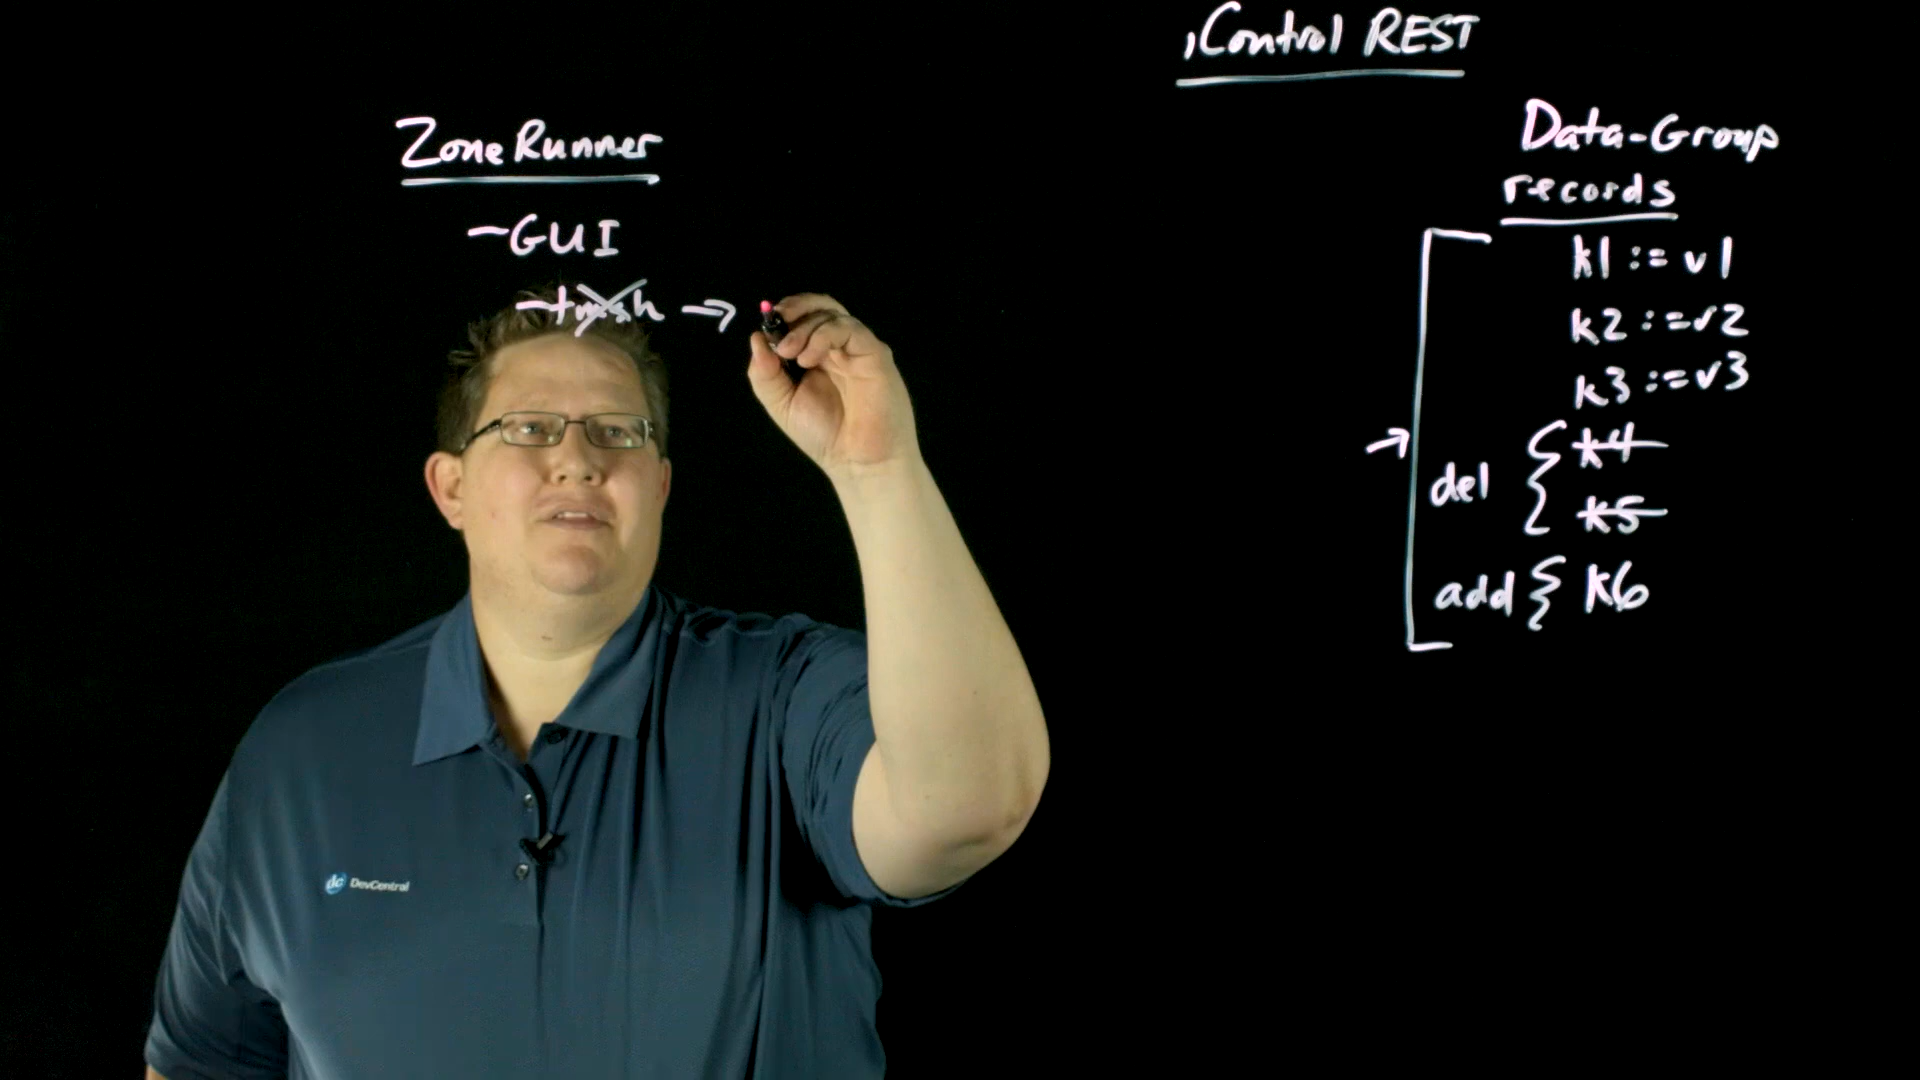 iControl REST
ZoneRunner
- GUI
- tmsh →
Data-Group
records
k1 := v1
k2 := v2
k3 := v3
→
del { k4
k5
add { k6
dc DevCentral